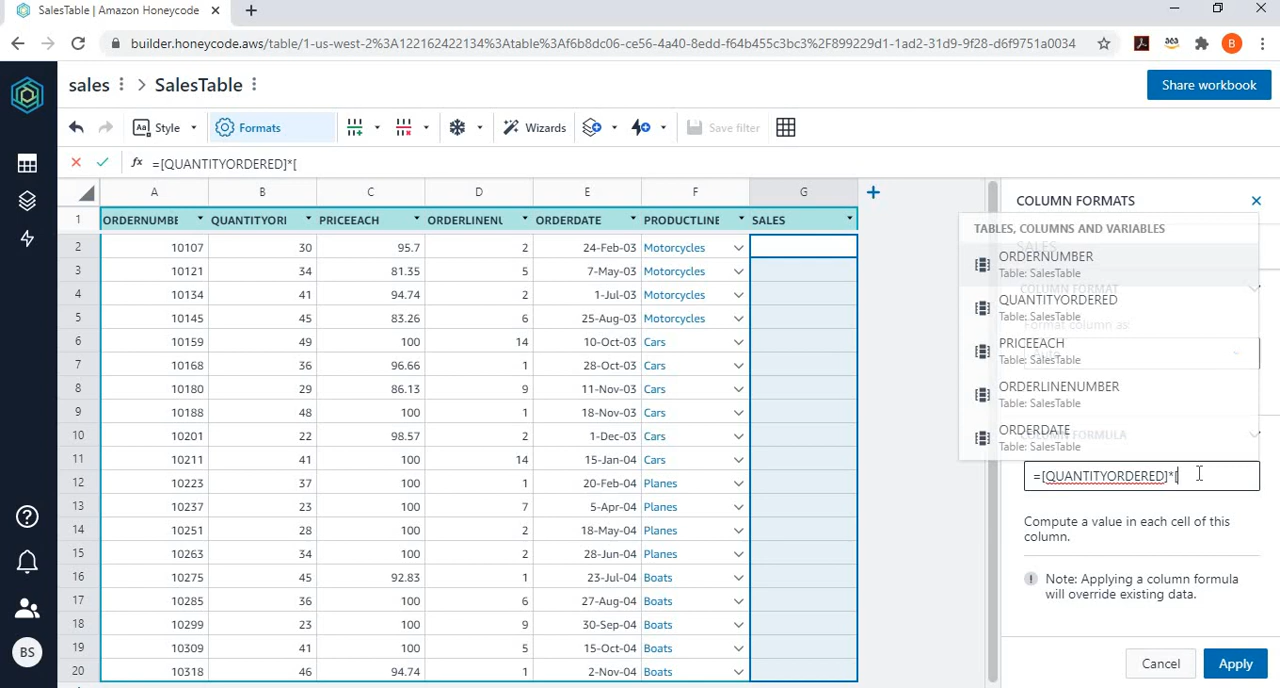 SalesTable | Amazon Honeycode
builder.honeycode.aws/table/1-us-west-2%3A122162422134%3Atable%3Af6b8dc06-ce56-4a40-8edd-f64b455c3bc3%2F899229d1-1ad2-31d9-9f28-d6f9751a0034
B
sales > SalesTable
Share workbook
Aa Style Formats Wizards Save filter
fx =[QUANTITYORDERED]*[
A B C D E F G
1 ORDERNUMBE QUANTITYORI PRICEEACH ORDERLINENU ORDERDATE PRODUCTLINE SALES
2 10107 30 95.7 2 24-Feb-03 Motorcycles
3 10121 34 81.35 5 7-May-03 Motorcycles
4 10134 41 94.74 2 1-Jul-03 Motorcycles
5 10145 45 83.26 6 25-Aug-03 Motorcycles
6 10159 49 100 14 10-Oct-03 Cars
7 10168 36 96.66 1 28-Oct-03 Cars
8 10180 29 86.13 9 11-Nov-03 Cars
9 10188 48 100 1 18-Nov-03 Cars
10 10201 22 98.57 2 1-Dec-03 Cars
11 10211 41 100 14 15-Jan-04 Cars
12 10223 37 100 1 20-Feb-04 Planes
13 10237 23 100 7 5-Apr-04 Planes
14 10251 28 100 2 18-May-04 Planes
15 10263 34 100 2 28-Jun-04 Planes
16 10275 45 92.83 1 23-Jul-04 Boats
17 10285 36 100 6 27-Aug-04 Boats
18 10299 23 100 9 30-Sep-04 Boats
19 10309 41 100 5 15-Oct-04 Boats
20 10318 46 94.74 1 2-Nov-04 Boats
COLUMN FORMATS
TABLES, COLUMNS AND VARIABLES
SALES
ORDERNUMBER
Table: SalesTable
COLUMN FORMAT
QUANTITYORDERED
Table: SalesTable
Format column as:
PRICEEACH
Table: SalesTable
ORDERLINENUMBER
Table: SalesTable
ORDERDATE
COLUMN FORMULA
Table: SalesTable
=[QUANTITYORDERED]*[
Compute a value in each cell of this
column.
Note: Applying a column formula
will override existing data.
Cancel Apply
BS